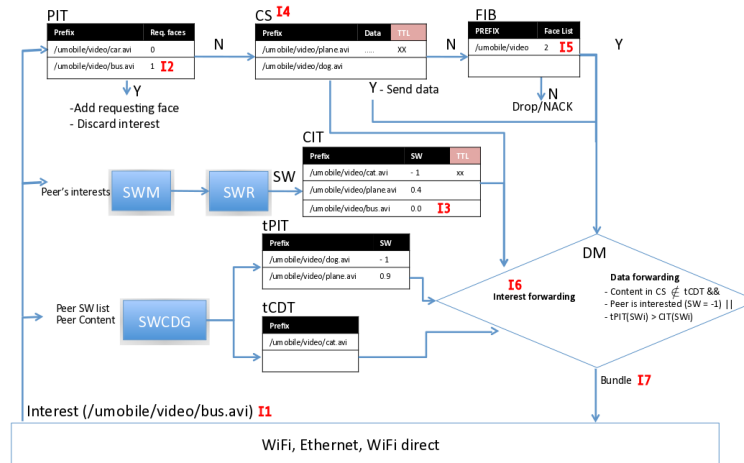 PIT
Prefix Req. faces
/umobile/video/car.avi 0
/umobile/video/bus.avi 1 I2
N
Y
-Add requesting face
- Discard interest
CS I4
Prefix Data TTL
/umobile/video/plane.avi ..... xx
/umobile/video/dog.avi
N
Y - Send data
FIB
PREFIX Face List
/umobile/video 2 I5
Y
N
Drop/NACK
CIT
Prefix SW TTL
/umobile/video/cat.avi - 1 xx
/umobile/video/plane.avi 0.4
/umobile/video/bus.avi 0.0 I3
Peer's interests
SWM
SWR
SW
tPIT
Prefix SW
/umobile/video/dog.avi - 1
/umobile/video/plane.avi 0.9
Peer SW list
Peer Content
SWCDG
tCDT
Prefix
/umobile/video/cat.avi
DM
I6
Interest forwarding
Data forwarding
- Content in CS ∉ tCDT &&
- Peer is interested (SW = -1) ||
- tPIT(SWi) > CIT(SWi)
Bundle I7
Interest (/umobile/video/bus.avi) I1
WiFi, Ethernet, WiFi direct